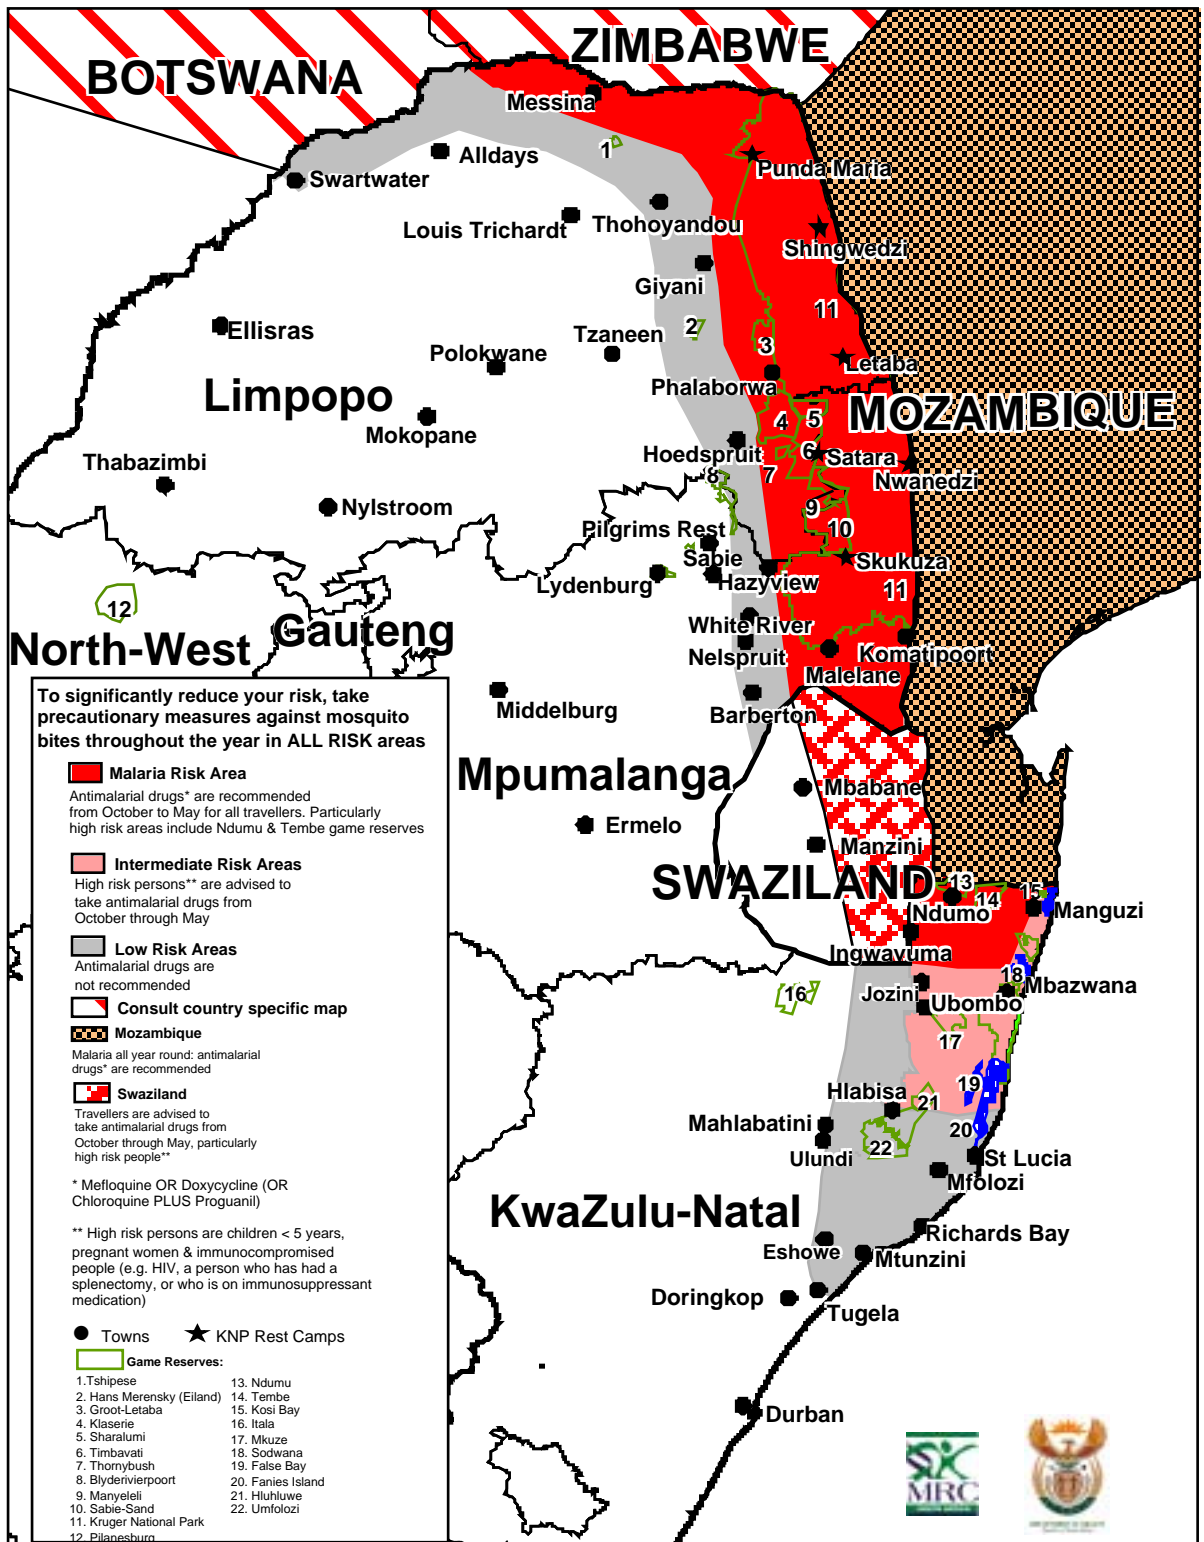 ZIMBABWE
BOTSWANA
Messina
1
Alldays
Punda Maria
Swartwater
Louis Trichardt
Thohoyandou
Shingwedzi
Giyani
11
Ellisras
2
Tzaneen
3
Polokwane
Letaba
Limpopo
Phalaborwa
MOZAMBIQUE
4
5
Mokopane
Hoedspruit
6
Satara
Thabazimbi
8
7
Nwanedzi
Nylstroom
9
10
Pilgrims Rest
Sabie
Skukuza
Lydenburg
Hazyview
11
12
White River
Gauteng
North-West
Nelspruit
Komatipoort
Malelane
Middelburg
Barberton
Mpumalanga
Mbabane
Ermelo
Manzini
SWAZILAND
13
14
15
Ndumo
Manguzi
Ingwavuma
18
16
Jozini
Mbazwana
Ubombo
17
19
Hlabisa
21
Mahlabatini
20
22
Ulundi
St Lucia
Mfolozi
KwaZulu-Natal
Richards Bay
Eshowe
Mtunzini
Doringkop
Tugela
Durban
To significantly reduce your risk, take
precautionary measures against mosquito
bites throughout the year in ALL RISK areas
Malaria Risk Area
Antimalarial drugs* are recommended
from October to May for all travellers. Particularly
high risk areas include Ndumu & Tembe game reserves
Intermediate Risk Areas
High risk persons** are advised to
take antimalarial drugs from
October through May
Low Risk Areas
Antimalarial drugs are
not recommended
Consult country specific map
Mozambique
Malaria all year round: antimalarial
drugs* are recommended
Swaziland
Travellers are advised to
take antimalarial drugs from
October through May, particularly
high risk people**
* Mefloquine OR Doxycycline (OR
Chloroquine PLUS Proguanil)
** High risk persons are children < 5 years,
pregnant women & immunocompromised
people (e.g. HIV, a person who has had a
splenectomy, or who is on immunosuppressant
medication)
Towns
KNP Rest Camps
Game Reserves:
1.Tshipese
2. Hans Merensky (Eiland)
3. Groot-Letaba
4. Klaserie
5. Sharalumi
6. Timbavati
7. Thornybush
8. Blyderivierpoort
9. Manyeleli
10. Sabie-Sand
11. Kruger National Park
12. Pilanesburg
13. Ndumu
14. Tembe
15. Kosi Bay
16. Itala
17. Mkuze
18. Sodwana
19. False Bay
20. Fanies Island
21. Hluhluwe
22. Umfolozi
MRC